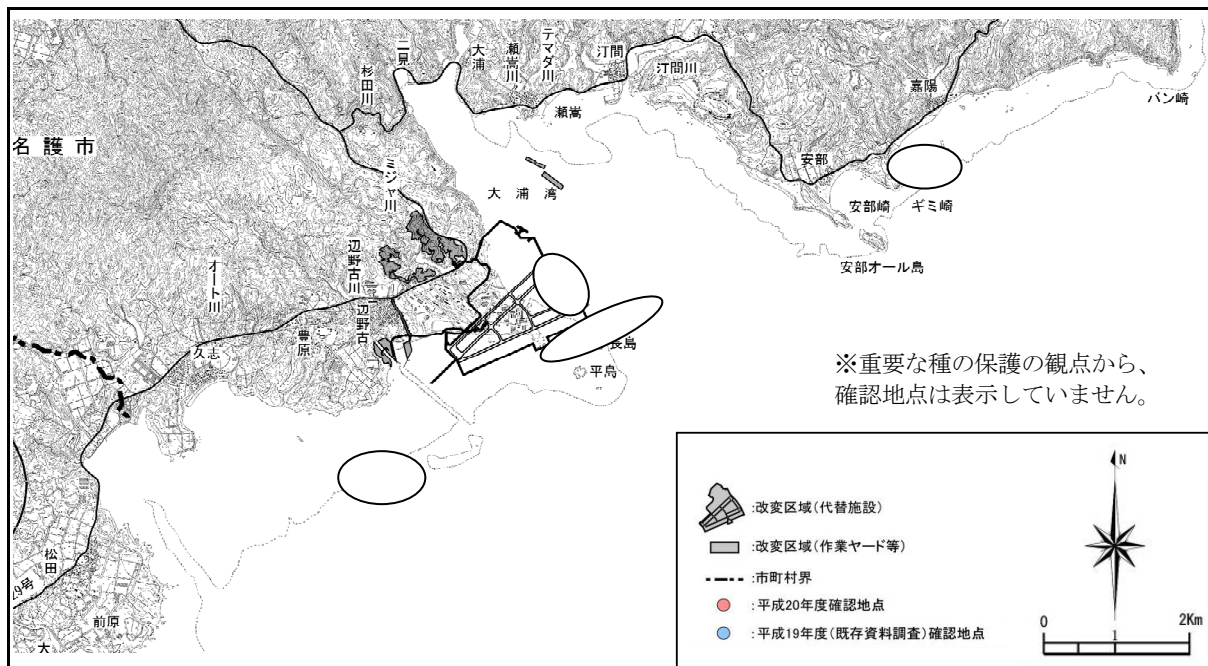 名護市
杉田川
二見
大浦
瀬嵩川
テマダ川
汀間
汀間川
瀬嵩
嘉陽
バン崎
安部
安部崎
ギミ崎
安部オール島
大浦湾
ミジャ川
辺野古川
辺野古
オート川
豊原
久志
長島
平島
松田
前原
29号
大
※重要な種の保護の観点から、
確認地点は表示していません。
:改変区域(代替施設)
:改変区域(作業ヤード等)
:市町村界
:平成20年度確認地点
:平成19年度(既存資料調査)確認地点
N
0 1 2Km